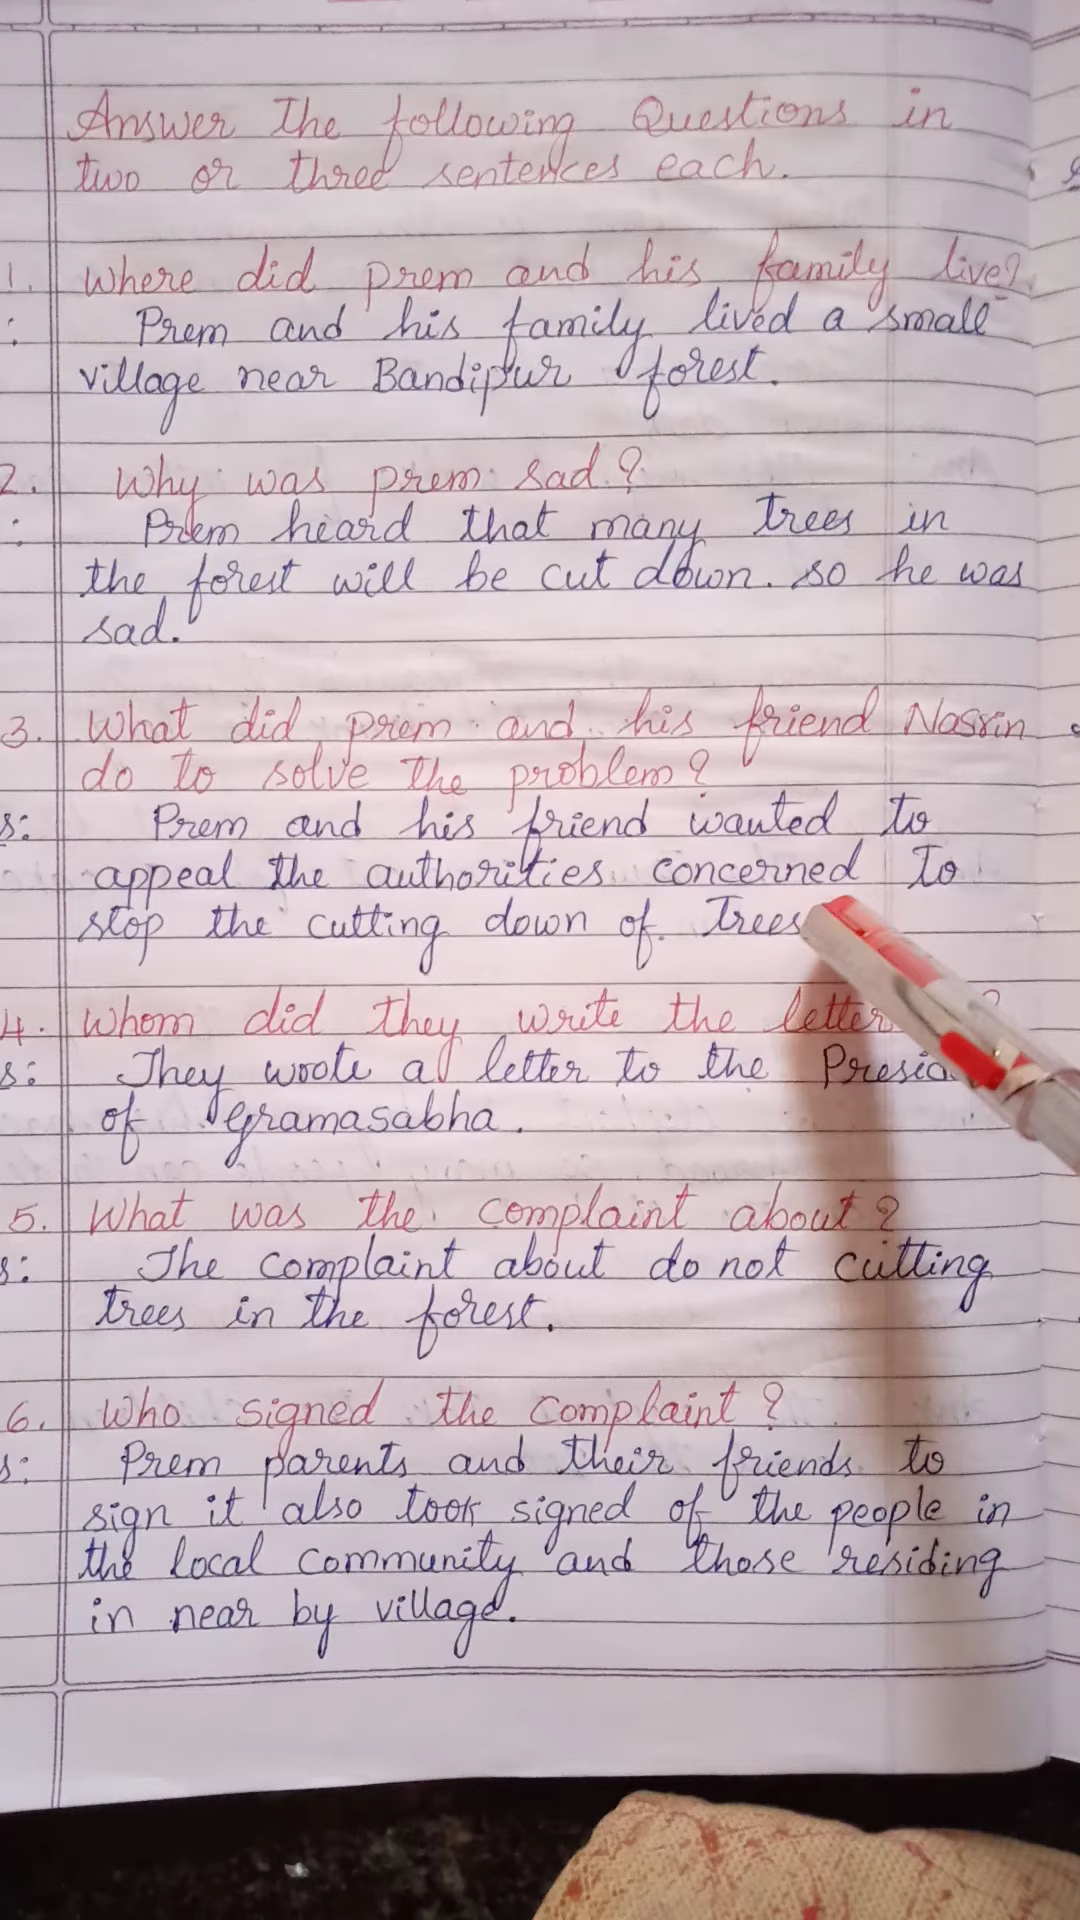 Answer The following Questions in
two or three sentences each.
1. Where did prem and his family live?
: Prem and his family lived a small
village near Bandipur forest.
2. Why was prem sad?
: Prem heard that many trees in
the forest will be cut down. so he was
sad.
3. What did prem and his friend Nasrin
do to solve the problem?
s: Prem and his friend wanted to
appeal the authorities concerned to
stop the cutting down of Trees
4. Whom did they write the letter ?
s: They wrote a letter to the
of gramasabha.
5. What was the complaint about?
s: The complaint about do not cutting
trees in the forest.
6. Who signed the complaint?
s: Prem parents and their friends to
sign it also took signed of the people in
the local community and those residing
in near by village.